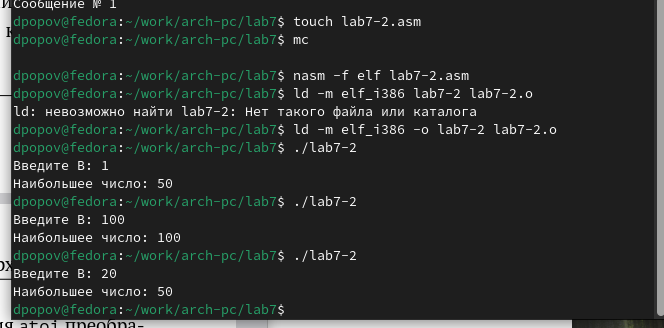 Сообщение № 1
dpopov@fedora:~/work/arch-pc/lab7$ touch lab7-2.asm
dpopov@fedora:~/work/arch-pc/lab7$ mc
dpopov@fedora:~/work/arch-pc/lab7$ nasm -f elf lab7-2.asm
dpopov@fedora:~/work/arch-pc/lab7$ ld -m elf_i386 lab7-2 lab7-2.o
ld: невозможно найти lab7-2: Нет такого файла или каталога
dpopov@fedora:~/work/arch-pc/lab7$ ld -m elf_i386 -o lab7-2 lab7-2.o
dpopov@fedora:~/work/arch-pc/lab7$ ./lab7-2
Введите B: 1
Наибольшее число: 50
dpopov@fedora:~/work/arch-pc/lab7$ ./lab7-2
Введите B: 100
Наибольшее число: 100
dpopov@fedora:~/work/arch-pc/lab7$ ./lab7-2
Введите B: 20
Наибольшее число: 50
dpopov@fedora:~/work/arch-pc/lab7$
atoi преобра-